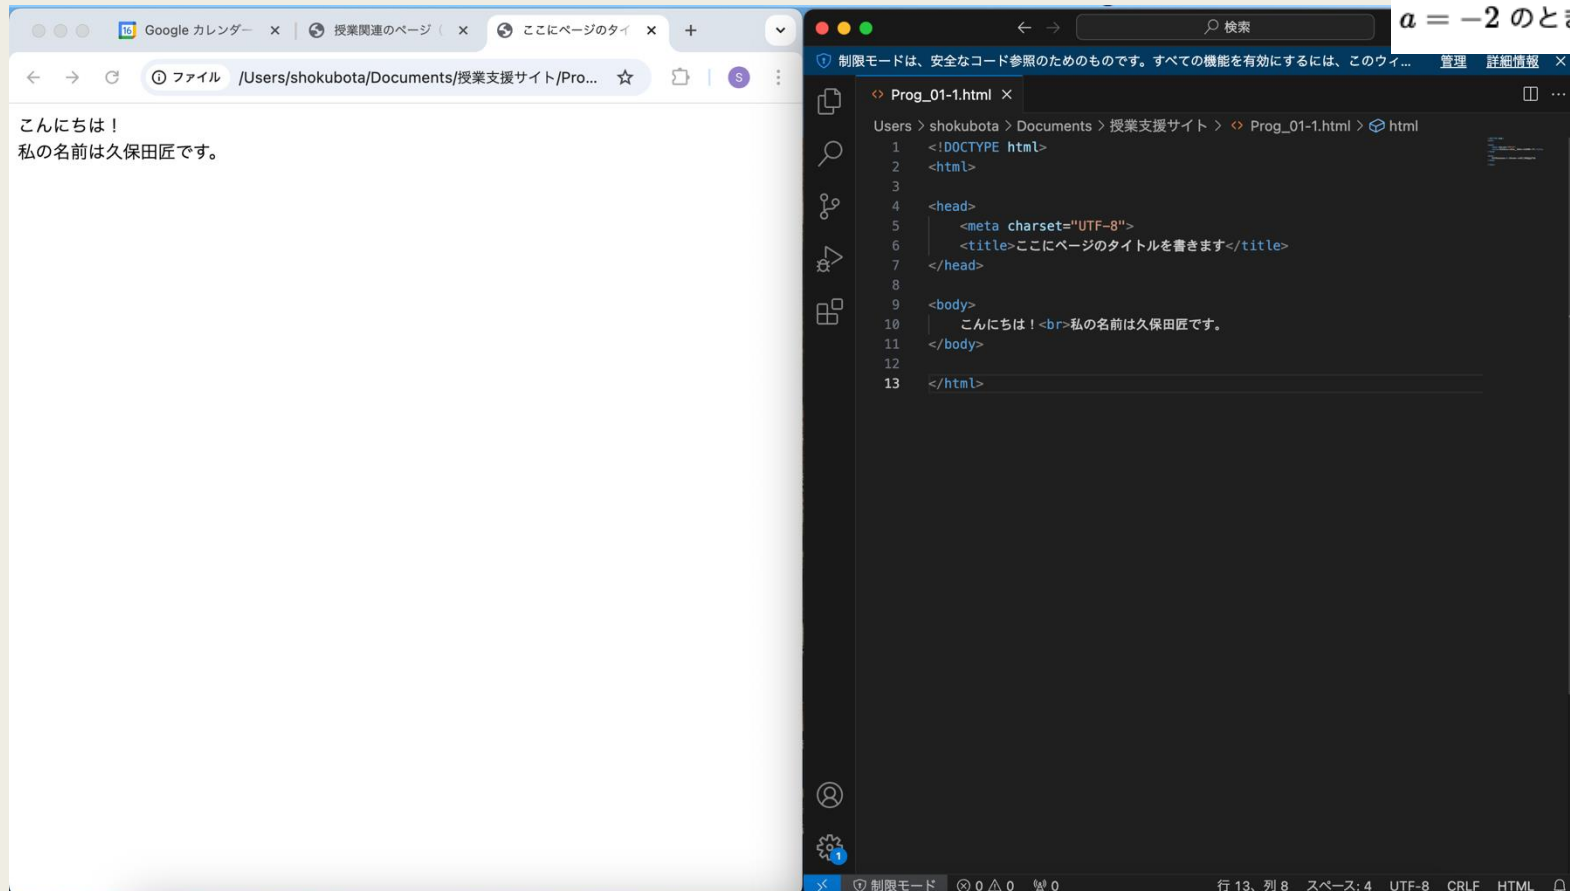 Google カレンダー
授業関連のページ（
ここにページのタイ
ファイル /Users/shokubota/Documents/授業支援サイト/Pro...
S
こんにちは！
私の名前は久保田匠です。
検索
a = −2 のとき
制限モードは、安全なコード参照のためのものです。すべての機能を有効にするには、このウィ... 管理 詳細情報
Prog_01-1.html
Users > shokubota > Documents > 授業支援サイト > Prog_01-1.html > html
1 <!DOCTYPE html>
2 <html>
3
4 <head>
5 <meta charset="UTF-8">
6 <title>ここにページのタイトルを書きます</title>
7 </head>
8
9 <body>
10 こんにちは！<br>私の名前は久保田匠です。
11 </body>
12
13 </html>
1
制限モード 0 0 0 行 13、列 8 スペース: 4 UTF-8 CRLF HTML